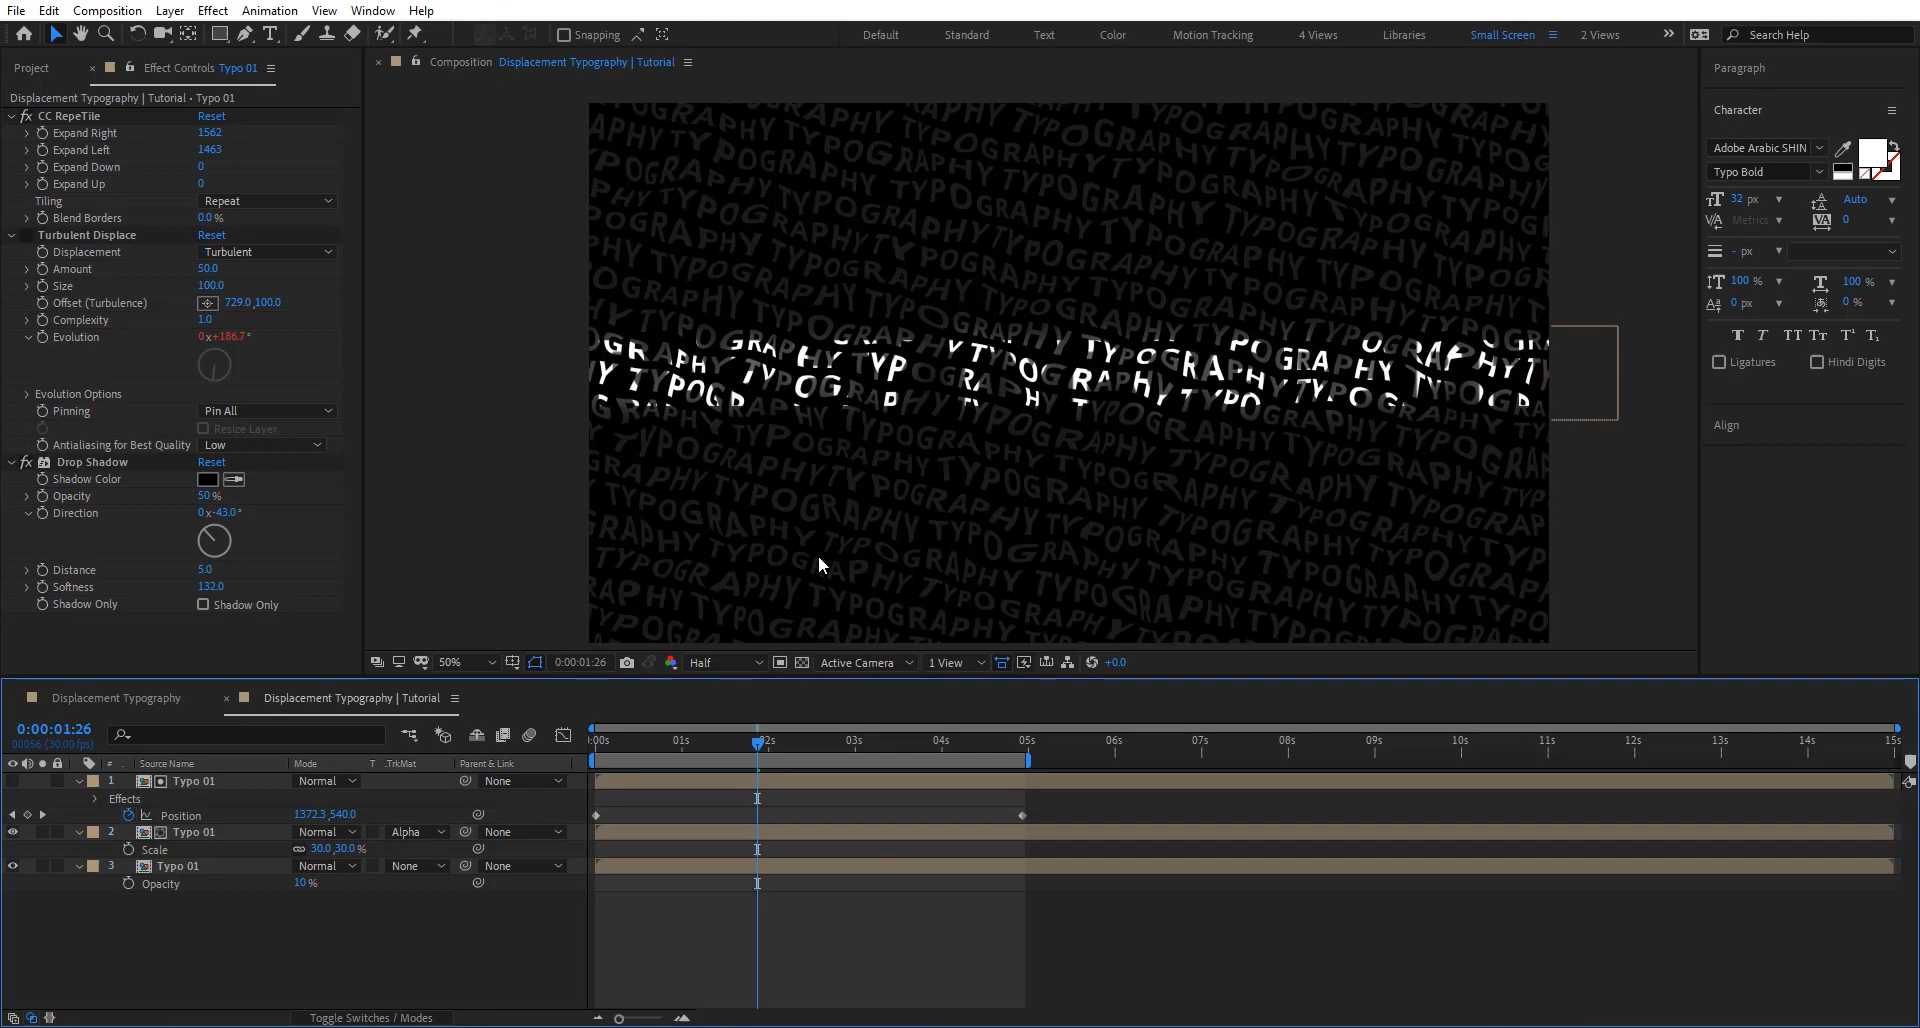 File Edit Composition Layer Effect Animation View Window Help
Snapping Default Standard Text Color Motion Tracking 4 Views Libraries Small Screen 2 Views Search Help
Project Effect Controls Typo 01
Displacement Typography | Tutorial • Typo 01
fx CC RepeTile Reset
Expand Right 1562
Expand Left 1463
Expand Down 0
Expand Up 0
Tiling Repeat
Blend Borders 0.0 %
Turbulent Displace Reset
Displacement Turbulent
Amount 50.0
Size 100.0
Offset (Turbulence) 729.0,100.0
Complexity 1.0
Evolution 0x+186.7°
Evolution Options
Pinning Pin All
Resize Layer
Antialiasing for Best Quality Low
fx Drop Shadow Reset
Shadow Color
Opacity 50 %
Direction 0x-43.0°
Distance 5.0
Softness 132.0
Shadow Only Shadow Only
Composition Displacement Typography | Tutorial
TYPOGRAPHY TYPOGRAPHY TYPOGRAPHY
50% 0:00:01:26 Half Active Camera 1 View +0.0
Paragraph
Character
Adobe Arabic SHIN
Typo Bold
32 px Auto
Metrics 0
- px
100 % 100 %
0 px 0 %
Ligatures Hindi Digits
Align
Displacement Typography Displacement Typography | Tutorial
0:00:01:26
00056 (30.00 fps)
:00s 01s 02s 03s 04s 05s 06s 07s 08s 09s 10s 11s 12s 13s 14s 15s
# Source Name Mode T .TrkMat Parent & Link
1 Typo 01 Normal None
Effects
Position 1372.3,540.0
2 Typo 01 Normal Alpha None
Scale 30.0,30.0%
3 Typo 01 Normal None None
Opacity 10 %
Toggle Switches / Modes